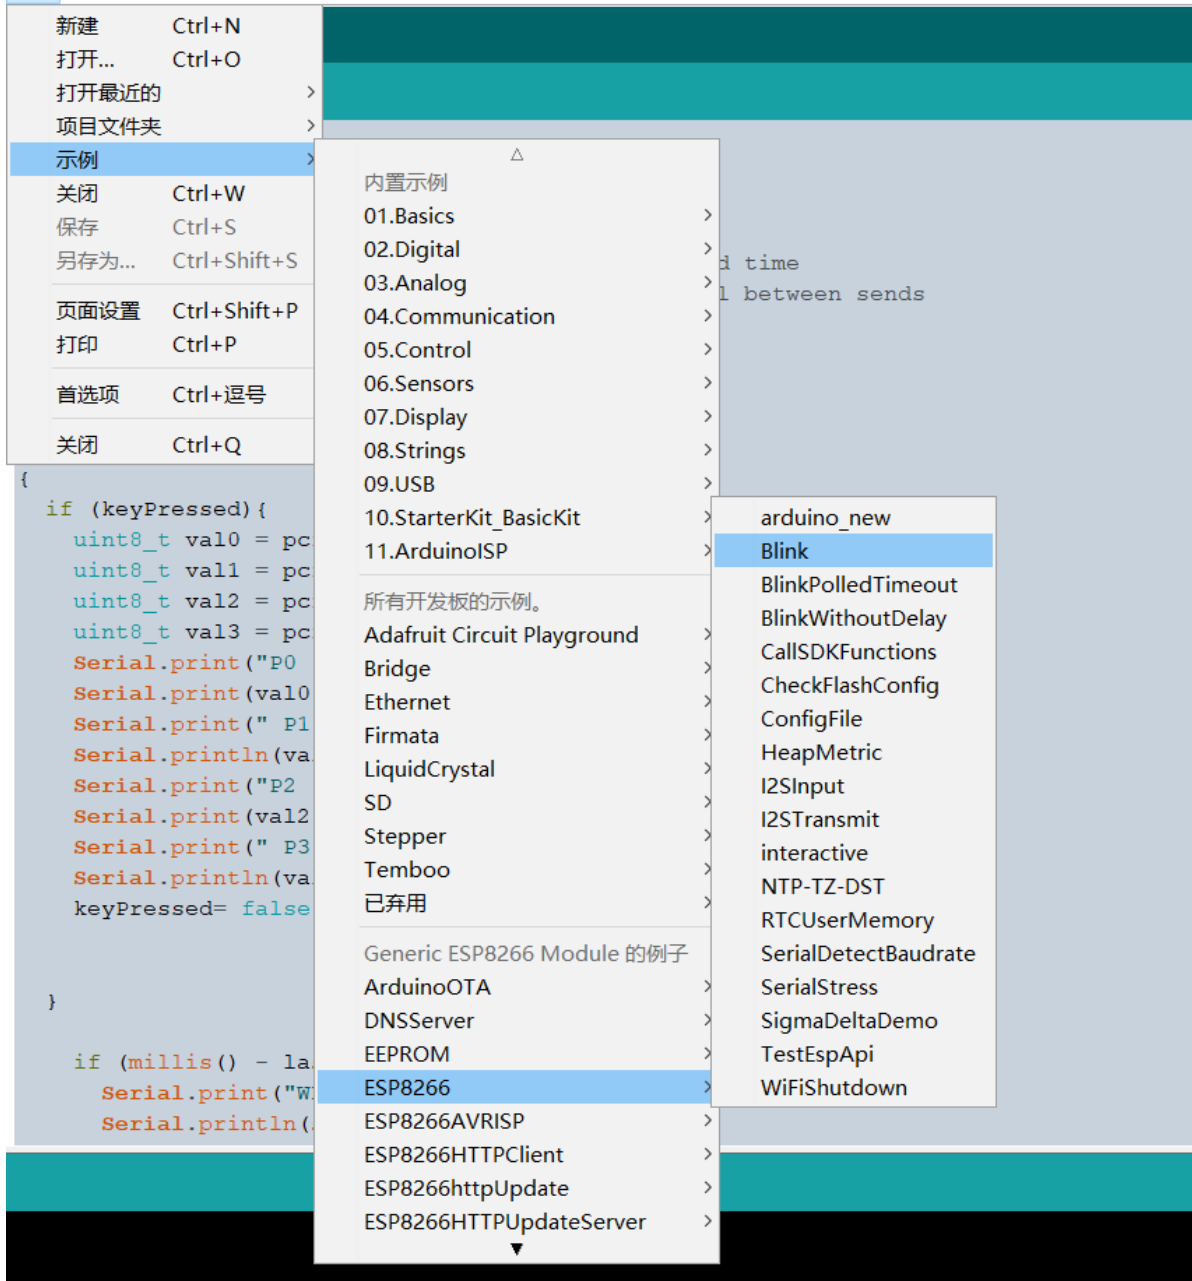 新建 Ctrl+N
打开... Ctrl+O
打开最近的
项目文件夹
示例
关闭 Ctrl+W
保存 Ctrl+S
另存为... Ctrl+Shift+S
页面设置 Ctrl+Shift+P
打印 Ctrl+P
首选项 Ctrl+逗号
关闭 Ctrl+Q
内置示例
01.Basics
02.Digital
03.Analog
04.Communication
05.Control
06.Sensors
07.Display
08.Strings
09.USB
10.StarterKit_BasicKit
11.ArduinoISP
所有开发板的示例。
Adafruit Circuit Playground
Bridge
Ethernet
Firmata
LiquidCrystal
SD
Stepper
Temboo
已弃用
Generic ESP8266 Module 的例子
ArduinoOTA
DNSServer
EEPROM
ESP8266
ESP8266AVRISP
ESP8266HTTPClient
ESP8266httpUpdate
ESP8266HTTPUpdateServer
arduino_new
Blink
BlinkPolledTimeout
BlinkWithoutDelay
CallSDKFunctions
CheckFlashConfig
ConfigFile
HeapMetric
I2SInput
I2STransmit
interactive
NTP-TZ-DST
RTCUserMemory
SerialDetectBaudrate
SerialStress
SigmaDeltaDemo
TestEspApi
WiFiShutdown
time
between sends
{
if (keyPressed){
uint8_t val0 = pc
uint8_t val1 = pc
uint8_t val2 = pc
uint8_t val3 = pc
Serial.print("P0
Serial.print(val0
Serial.print(" P1
Serial.println(va
Serial.print("P2
Serial.print(val2
Serial.print(" P3
Serial.println(va
keyPressed= false
}
if (millis() - la
Serial.print("W
Serial.println(